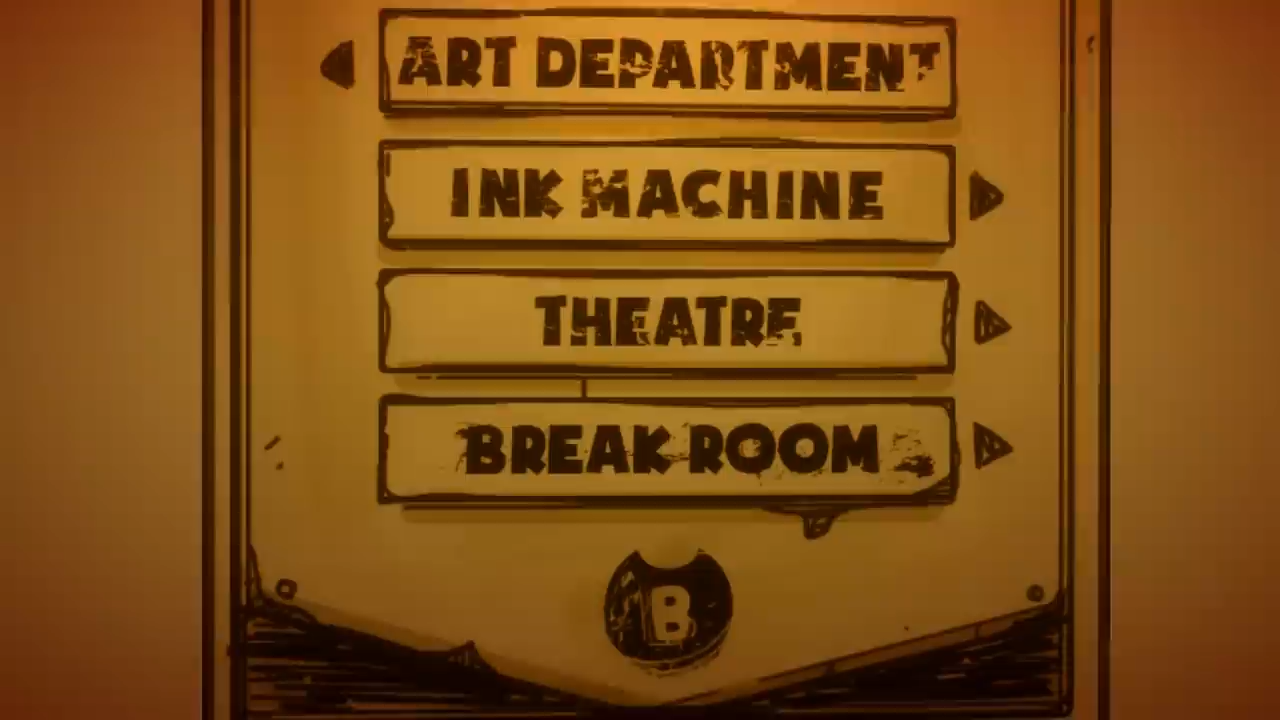 ART DEPARTMENT
INK MACHINE
THEATRE
BREAK ROOM
B